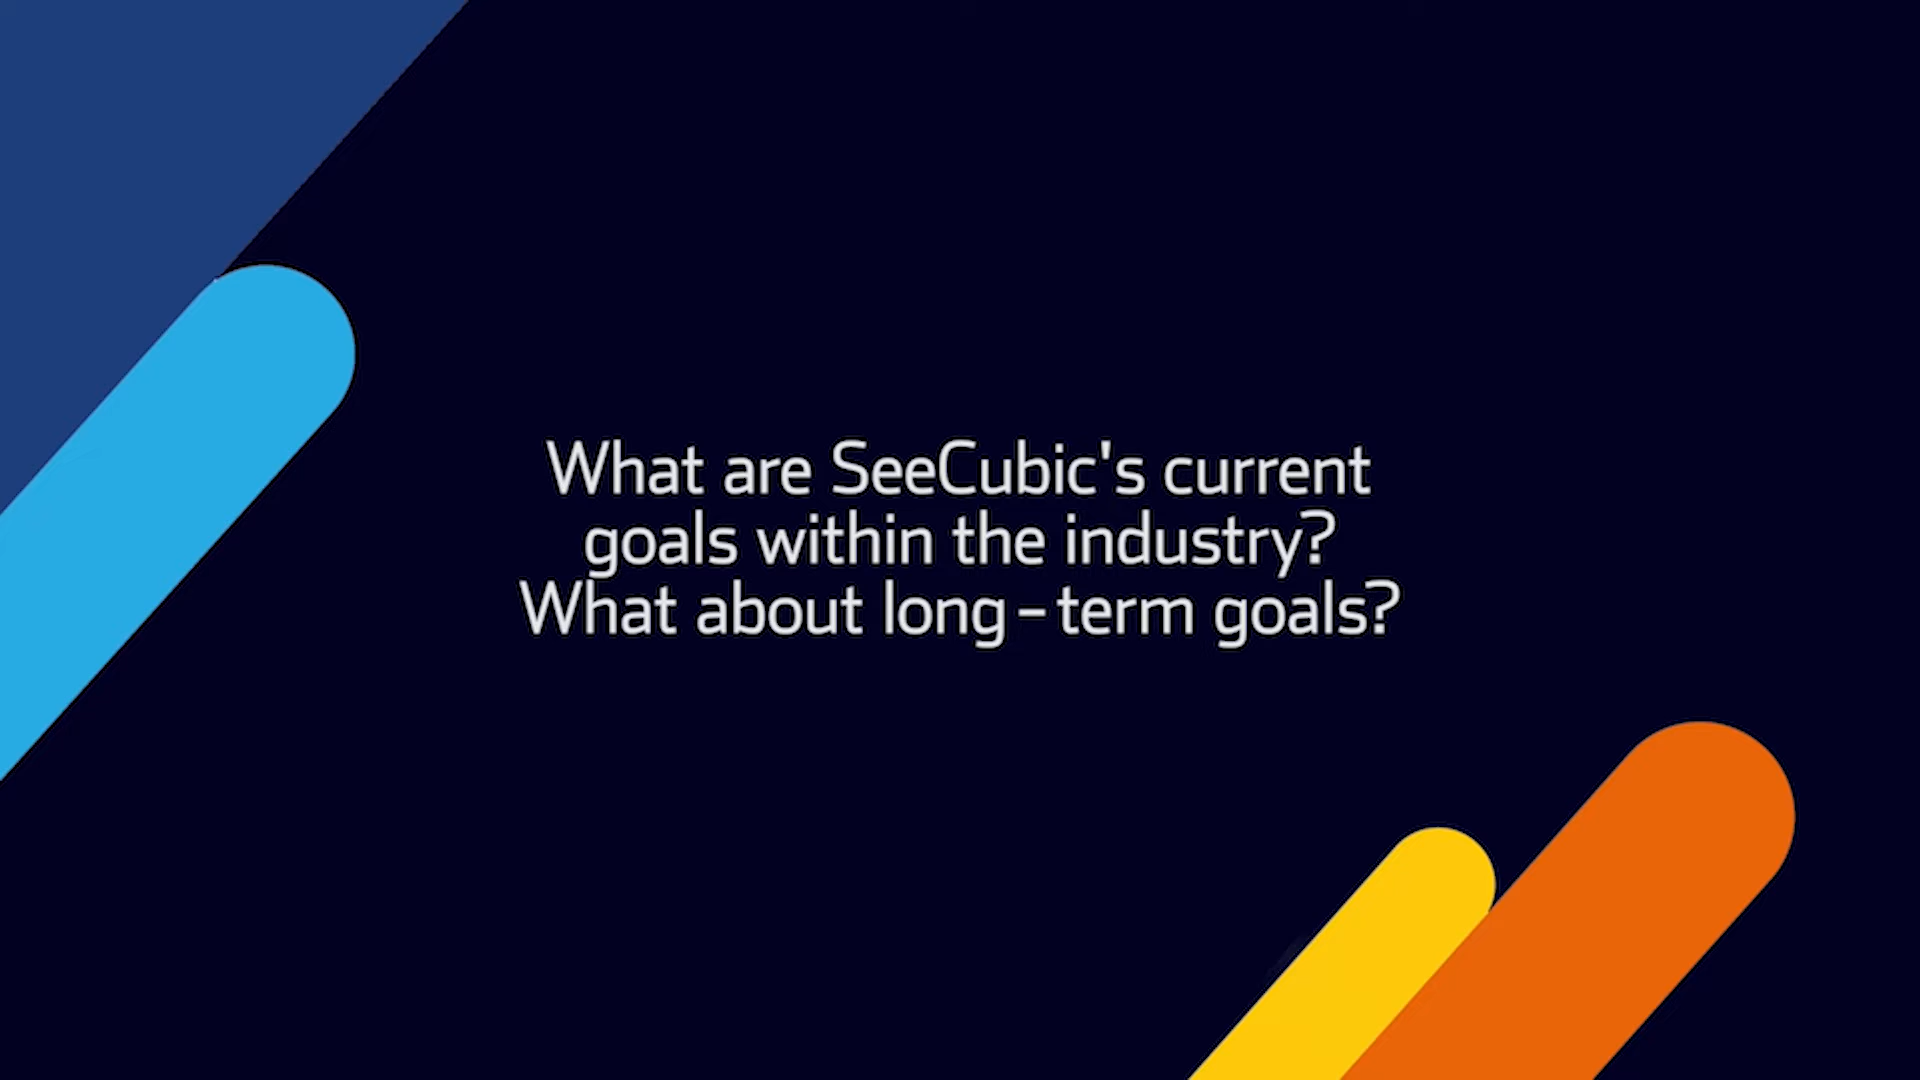 What are SeeCubic's current
goals within the industry?
What about long-term goals?